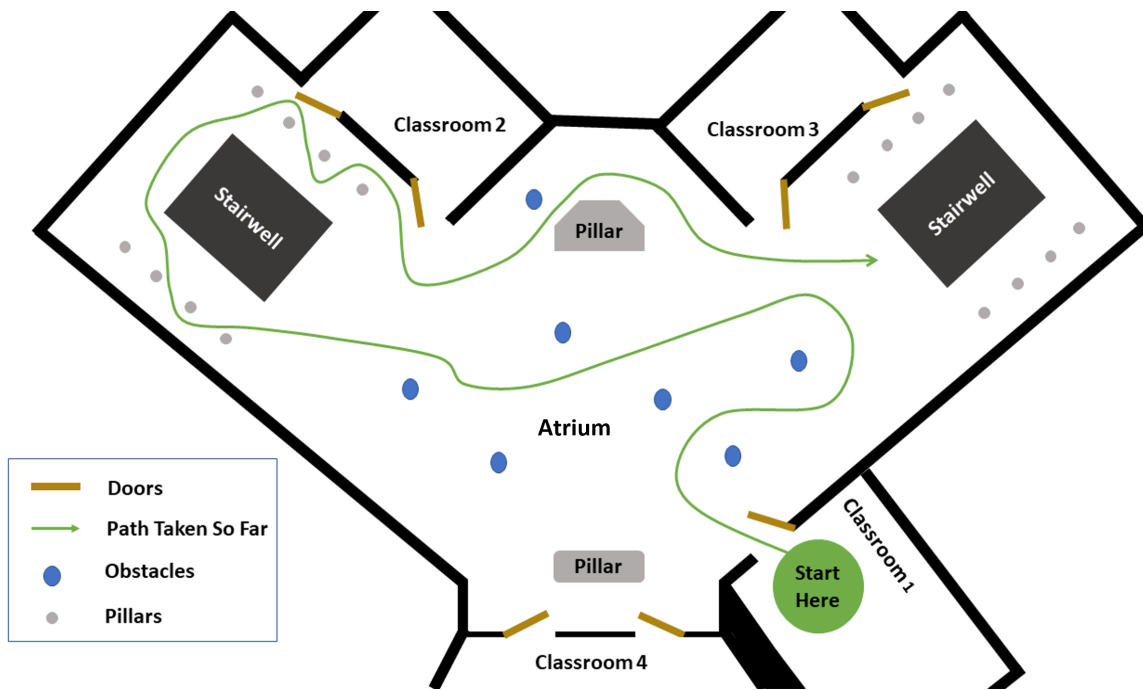 Classroom 2
Classroom 3
Stairwell
Stairwell
Pillar
Atrium
Doors
Path Taken So Far
Obstacles
Pillars
Classroom 1
Pillar
Start
Here
Classroom 4